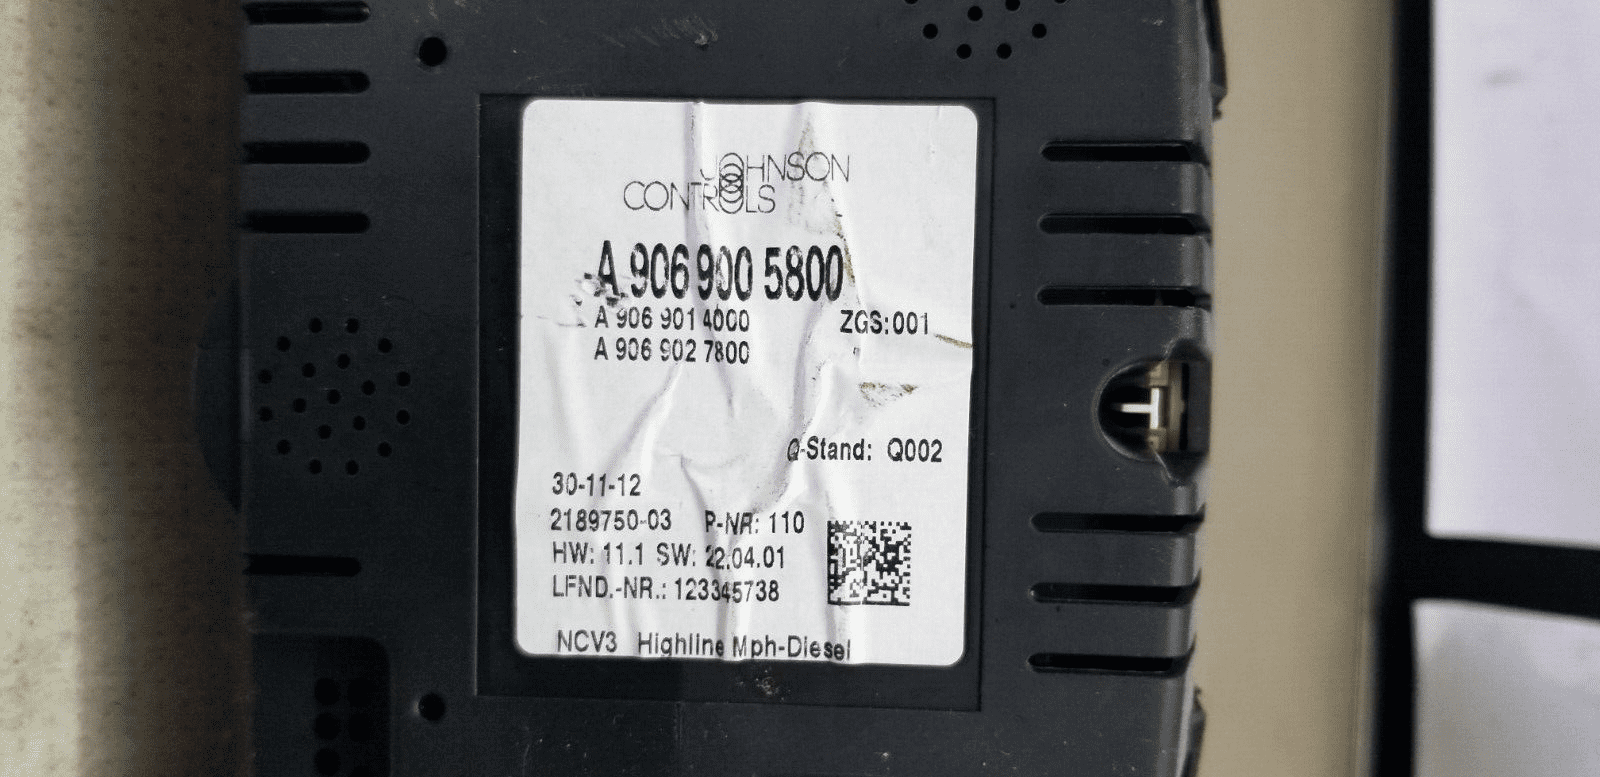 JOHNSON
CONTROLS
A 906 900 5800
A 906 901 4000 ZGS:001
A 906 902 7800
Q-Stand: Q002
30-11-12
2189750-03 P-NR: 110
HW: 11.1 SW: 22.04.01
LFND.-NR.: 123345738
NCV3 Highline Mph-Diesel